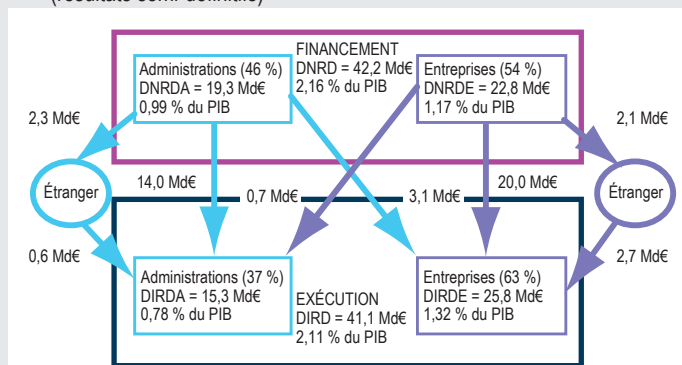 FINANCEMENT
DNRD = 42,2 Md€
2,16 % du PIB
Administrations (46 %)
DNRDA = 19,3 Md€
0,99 % du PIB
Entreprises (54 %)
DNRDE = 22,8 Md€
1,17 % du PIB
2,3 Md€
2,1 Md€
Étranger
14,0 Md€
0,7 Md€
3,1 Md€
20,0 Md€
Étranger
0,6 Md€
2,7 Md€
Administrations (37 %)
DIRDA = 15,3 Md€
0,78 % du PIB
EXÉCUTION
DIRD = 41,1 Md€
2,11 % du PIB
Entreprises (63 %)
DIRDE = 25,8 Md€
1,32 % du PIB